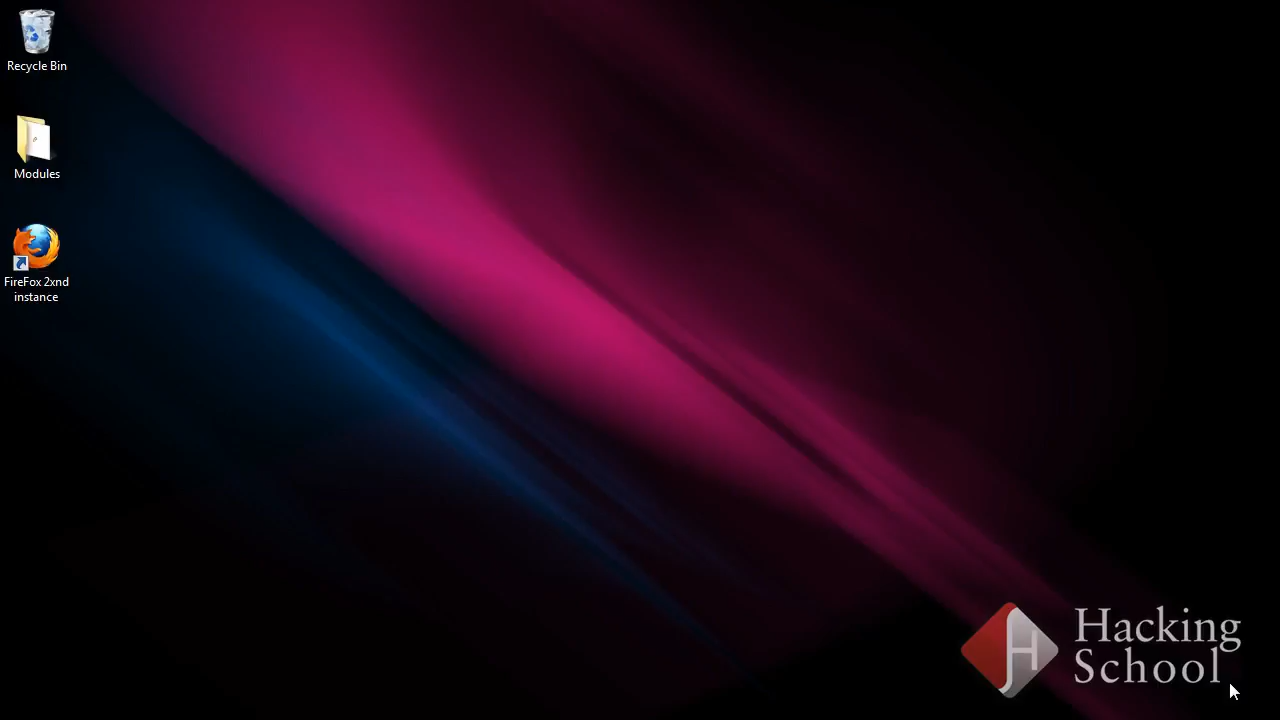 Recycle Bin
Modules
FireFox 2xnd
instance
Hacking
School